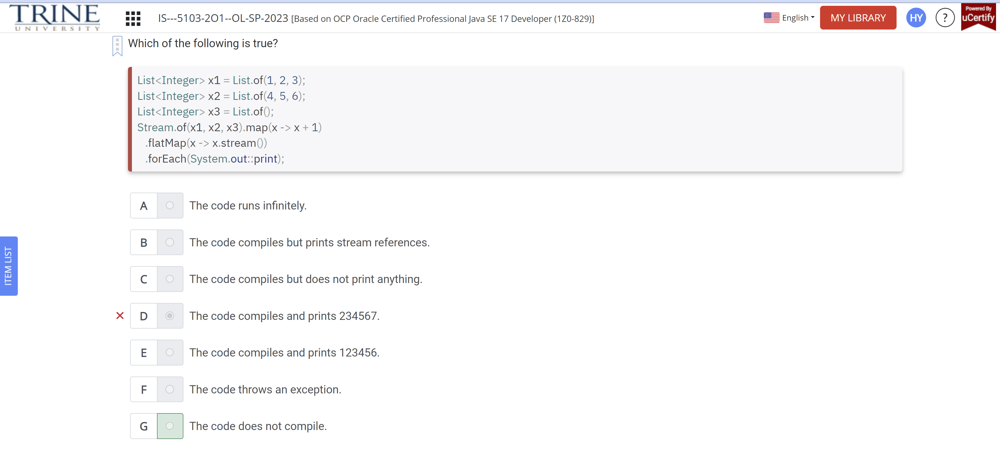 TRINE
UNIVERSITY
IS---5103-2O1--OL-SP-2023 [Based on OCP Oracle Certified Professional Java SE 17 Developer (1Z0-829)]
English
MY LIBRARY
HY
?
Powered By
uCertify
Which of the following is true?
List<Integer> x1 = List.of(1, 2, 3);
List<Integer> x2 = List.of(4, 5, 6);
List<Integer> x3 = List.of();
Stream.of(x1, x2, x3).map(x -> x + 1)
.flatMap(x -> x.stream())
.forEach(System.out::print);
A The code runs infinitely.
B The code compiles but prints stream references.
C The code compiles but does not print anything.
D The code compiles and prints 234567.
E The code compiles and prints 123456.
F The code throws an exception.
G The code does not compile.
ITEM LIST